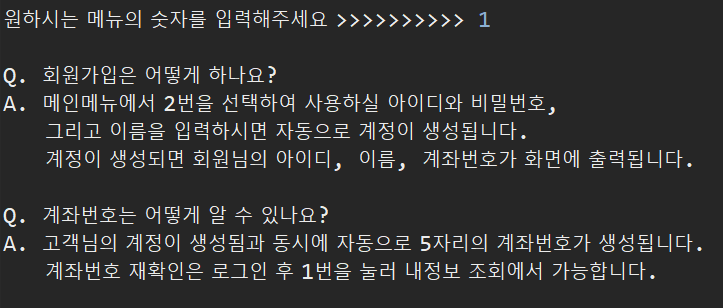 원하시는 메뉴의 숫자를 입력해주세요 >>>>>>>>>> 1
Q. 회원가입은 어떻게 하나요?
A. 메인메뉴에서 2번을 선택하여 사용하실 아이디와 비밀번호,
그리고 이름을 입력하시면 자동으로 계정이 생성됩니다.
계정이 생성되면 회원님의 아이디, 이름, 계좌번호가 화면에 출력됩니다.
Q. 계좌번호는 어떻게 알 수 있나요?
A. 고객님의 계정이 생성됨과 동시에 자동으로 5자리의 계좌번호가 생성됩니다.
계좌번호 재확인은 로그인 후 1번을 눌러 내정보 조회에서 가능합니다.